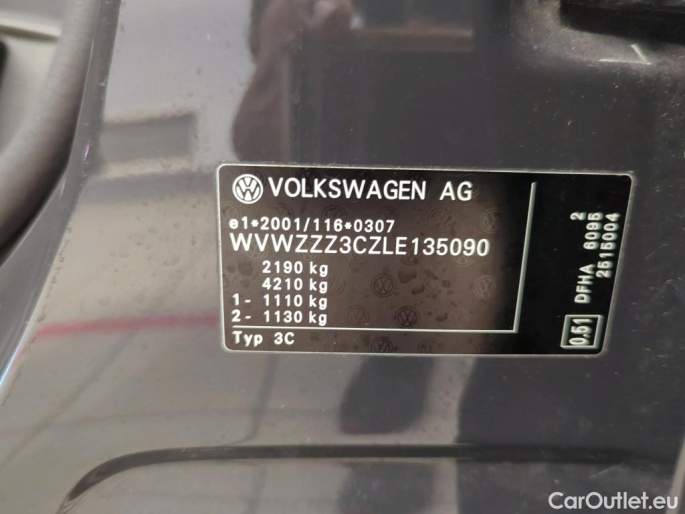 VOLKSWAGEN AG
e1*2001/116*0307
WVWZZZ3CZLE135090
2190 kg
4210 kg
1- 1110 kg
2- 1130 kg
Typ 3C
0.51 DFHA 6095 2
2515004
CarOutlet.eu